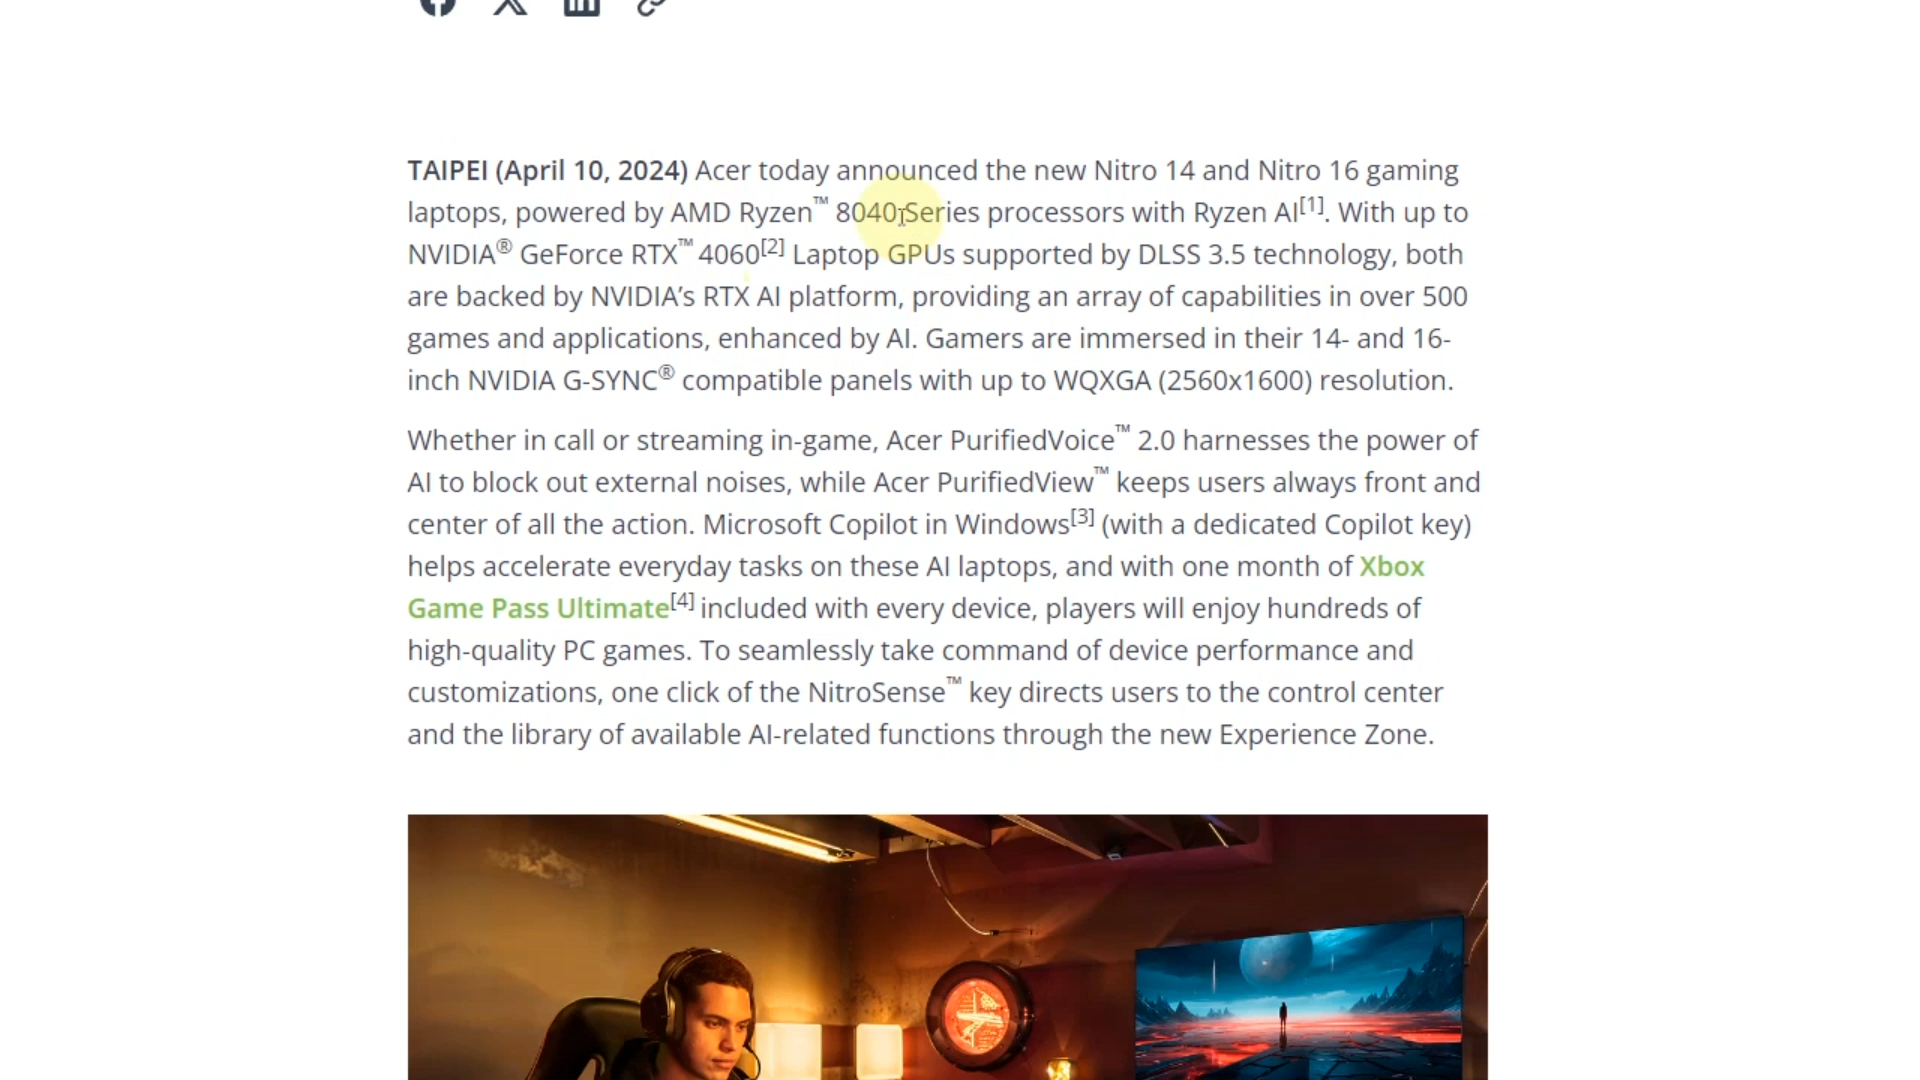 TAIPEI (April 10, 2024) Acer today announced the new Nitro 14 and Nitro 16 gaming
laptops, powered by AMD Ryzen™ 8040 Series processors with Ryzen AI[1]. With up to
NVIDIA® GeForce RTX™ 4060[2] Laptop GPUs supported by DLSS 3.5 technology, both
are backed by NVIDIA’s RTX AI platform, providing an array of capabilities in over 500
games and applications, enhanced by AI. Gamers are immersed in their 14- and 16-
inch NVIDIA G-SYNC® compatible panels with up to WQXGA (2560x1600) resolution.
Whether in call or streaming in-game, Acer PurifiedVoice™ 2.0 harnesses the power of
AI to block out external noises, while Acer PurifiedView™ keeps users always front and
center of all the action. Microsoft Copilot in Windows[3] (with a dedicated Copilot key)
helps accelerate everyday tasks on these AI laptops, and with one month of Xbox
Game Pass Ultimate[4] included with every device, players will enjoy hundreds of
high-quality PC games. To seamlessly take command of device performance and
customizations, one click of the NitroSense™ key directs users to the control center
and the library of available AI-related functions through the new Experience Zone.